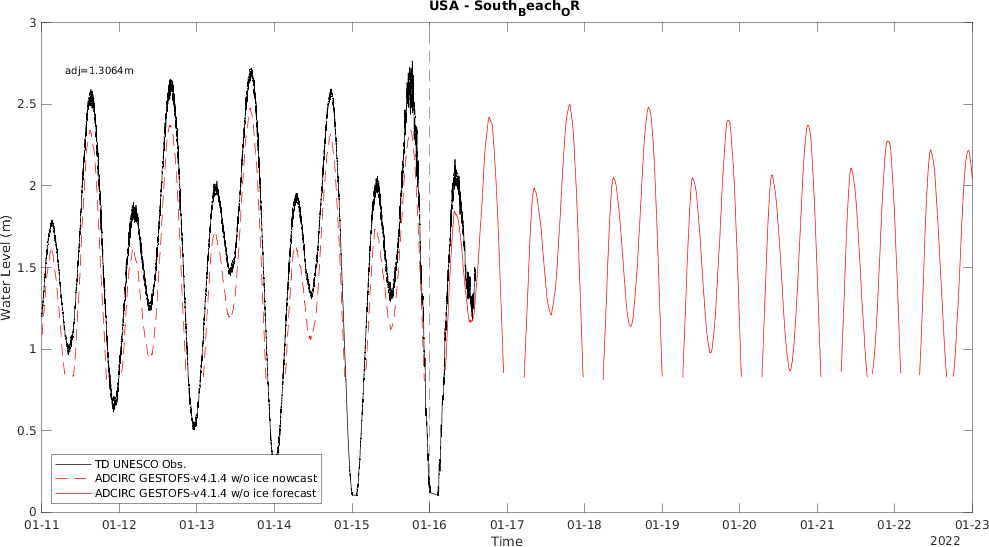 USA - South_Beach_OR
adj=1.3064m
Water Level (m)
3
2.5
2
1.5
1
0.5
0
TD UNESCO Obs.
ADCIRC GESTOFS-v4.1.4 w/o ice nowcast
ADCIRC GESTOFS-v4.1.4 w/o ice forecast
01-11 01-12 01-13 01-14 01-15 01-16 01-17 01-18 01-19 01-20 01-21 01-22 01-23
Time
2022